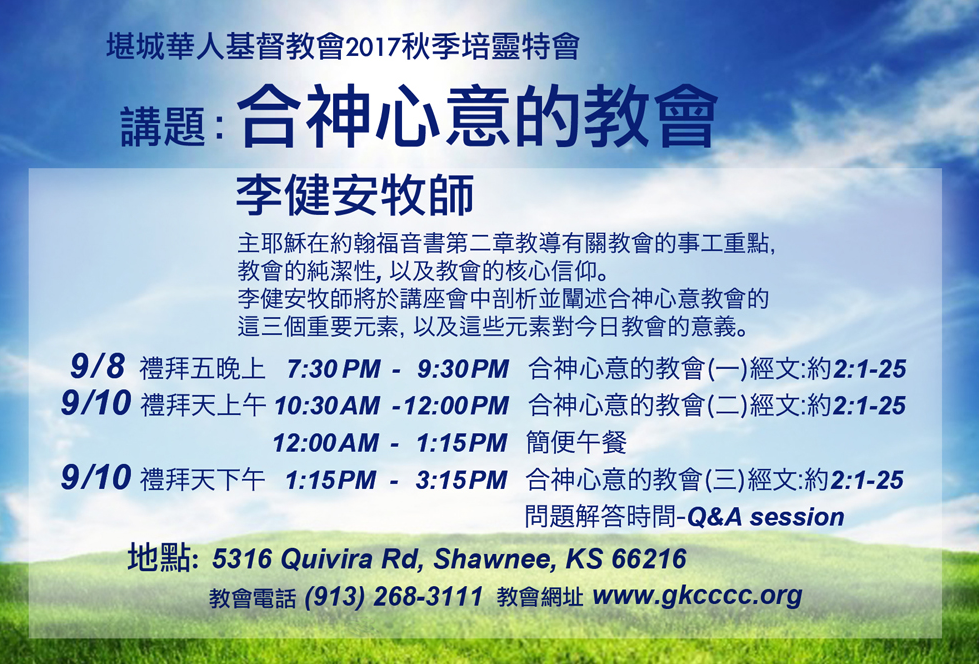 堪城華人基督教會2017秋季培靈特會
講題:合神心意的教會
李健安牧師
主耶穌在約翰福音書第二章教導有關教會的事工重點,
教會的純潔性, 以及教會的核心信仰。
李健安牧師將於講座會中剖析並闡述合神心意教會的
這三個重要元素, 以及這些元素對今日教會的意義。
9/8 禮拜五晚上 7:30 PM - 9:30 PM 合神心意的教會(一)經文:約2:1-25
9/10 禮拜天上午 10:30 AM -12:00PM 合神心意的教會(二)經文:約2:1-25
12:00AM - 1:15PM 簡便午餐
9/10 禮拜天下午 1:15PM - 3:15PM 合神心意的教會(三)經文:約2:1-25
問題解答時間-Q&A session
地點: 5316 Quivira Rd, Shawnee, KS 66216
教會電話 (913) 268-3111 教會網址 www.gkcccc.org